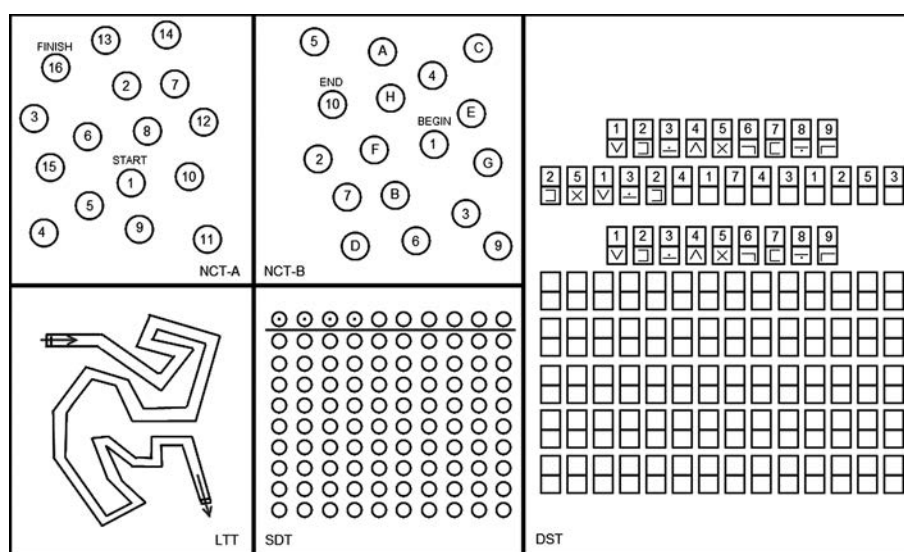 FINISH
13
14
16
2
7
3
6
8
12
15
START
1
10
5
4
9
11
NCT-A
5
A
C
4
END
10
H
E
BEGIN
1
2
F
G
7
B
3
D
6
9
NCT-B
LTT
SDT
1 2 3 4 5 6 7 8 9
2 5 1 3 2 4 1 7 4 3 1 2 5 3
1 2 3 4 5 6 7 8 9
DST